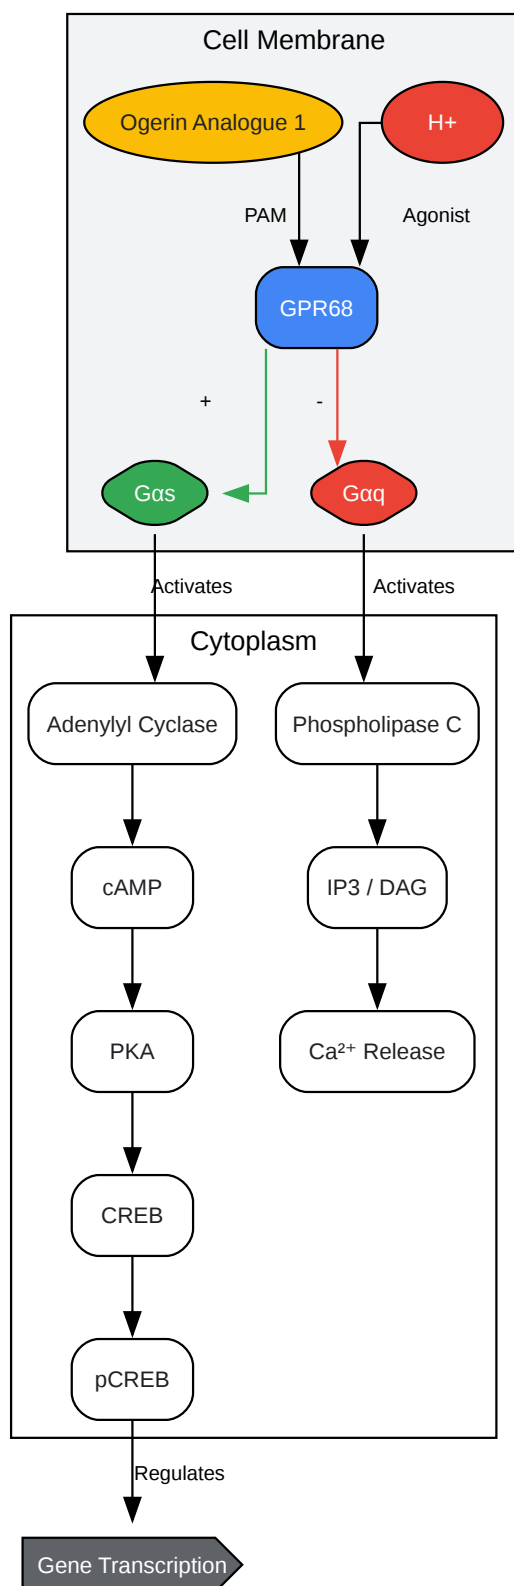 Cell Membrane
Ogerin Analogue 1
H+
PAM
Agonist
GPR68
+
-
Gαs
Gαq
Activates
Activates
Cytoplasm
Adenylyl Cyclase
Phospholipase C
cAMP
IP3 / DAG
PKA
Ca²⁺ Release
CREB
pCREB
Regulates
Gene Transcription